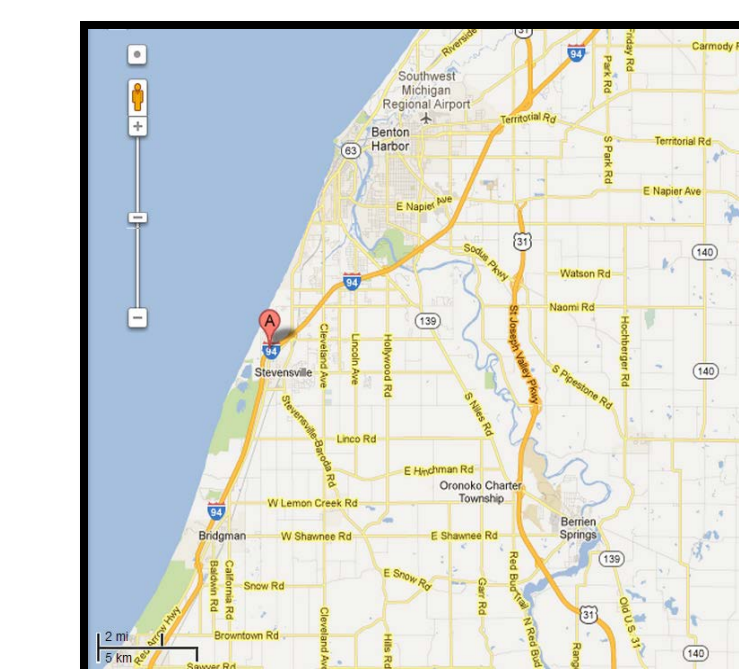 31
Riverside
94
Friday Rd
Carmody
Park Rd
Southwest
Michigan
Regional Airport
Territorial Rd
Benton
Harbor
63
S Park Rd
Territorial Rd
E Napier Ave
E Napier Ave
31
140
Sodus Pkwy
Watson Rd
94
Naomi Rd
A
139
St Joseph Valley Pkwy
Hochberger Rd
94
Cleveland Ave
Lincoln Ave
Hollywood Rd
Stevensville
140
S Pipestone Rd
Stevensville-Baroda Rd
S Niles Rd
Linco Rd
E Hinchman Rd
Oronoko Charter
Township
W Lemon Creek Rd
94
Berrien
Springs
Bridgman
W Shawnee Rd
E Shawnee Rd
139
Baldwin Rd
California Rd
Snow Rd
E Snow Rd
Garr Rd
Red Bud Trail
N Red Bud
Old U.S. 31
31
Red Arrow Hwy
Cleveland Ave
Hills Rd
Range
2 mi
Browntown Rd
5 km
140
Sawyer Rd